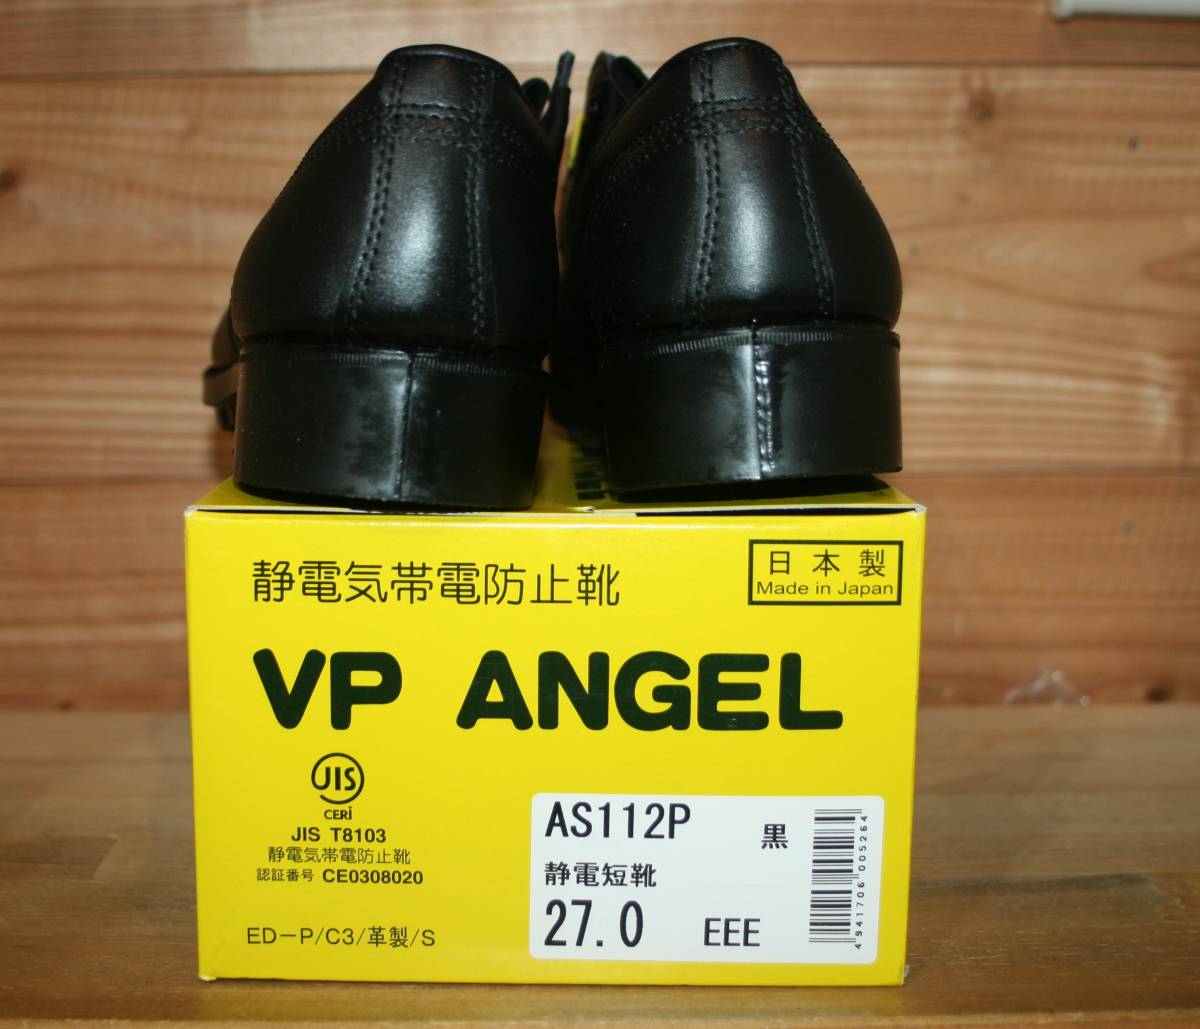 静電気帯電防止靴
日本製
Made in Japan
VP ANGEL
JIS
CERI
JIS T8103
静電気帯電防止靴
認証番号 CE0308020
ED-P/C3/革製/S
AS112P
黒
静電短靴
27.0 EEE
4941706005264